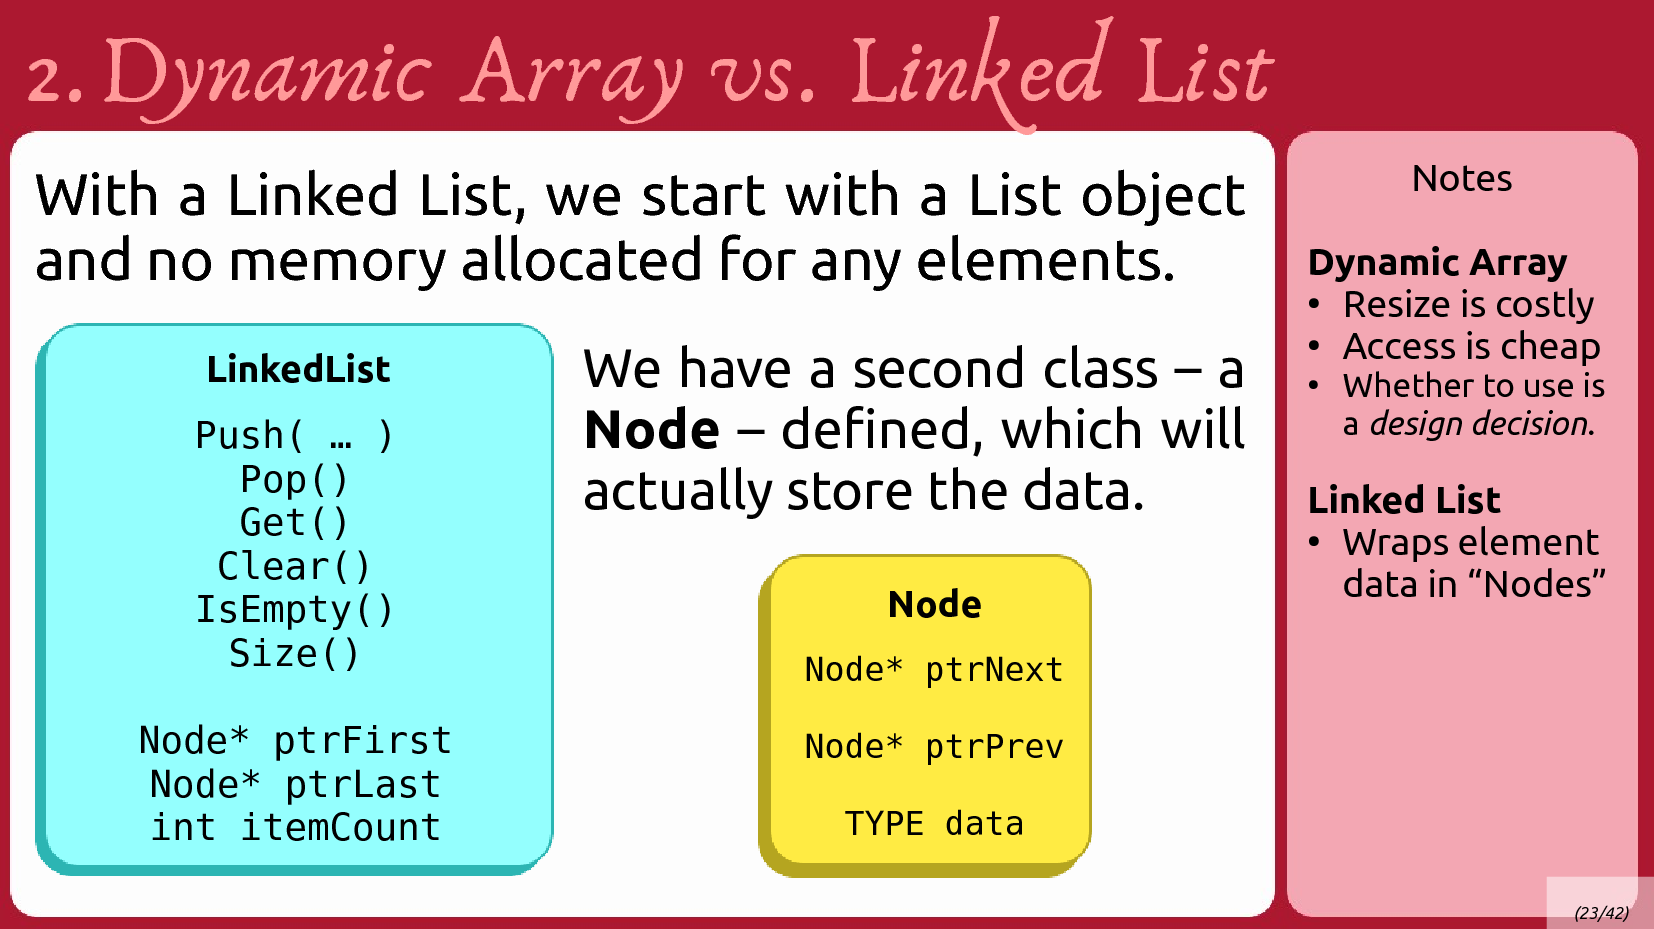 2. Dynamic Array vs. Linked List
With a Linked List, we start with a List object
and no memory allocated for any elements.
LinkedList
Push( … )
Pop()
Get()
Clear()
IsEmpty()
Size()
Node* ptrFirst
Node* ptrLast
int itemCount
We have a second class – a
Node – defined, which will
actually store the data.
Node
Node* ptrNext
Node* ptrPrev
TYPE data
Notes
Dynamic Array
• Resize is costly
• Access is cheap
• Whether to use is
a design decision.
Linked List
• Wraps element
data in “Nodes”
(23/42)